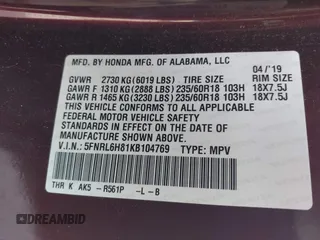 MFD. BY HONDA MFG. OF ALABAMA, LLC
GVWR 2730 KG (6019 LBS) TIRE SIZE 04/'19 RIM SIZE
GAWR F 1310 KG (2888 LBS) 235/60R18 103H 18X7.5J
GAWR R 1465 KG (3230 LBS) 235/60R18 103H 18X7.5J
THIS VEHICLE CONFORMS TO ALL APPLICABLE
FEDERAL MOTOR VEHICLE SAFETY STANDARDS
IN EFFECT ON THE DATE OF MANUFACTURE
SHOWN ABOVE.
V.I.N.: 5FNRL6H81KB104769 TYPE: MPV
THR K AK5 -R561P -L-B
DREAMBID